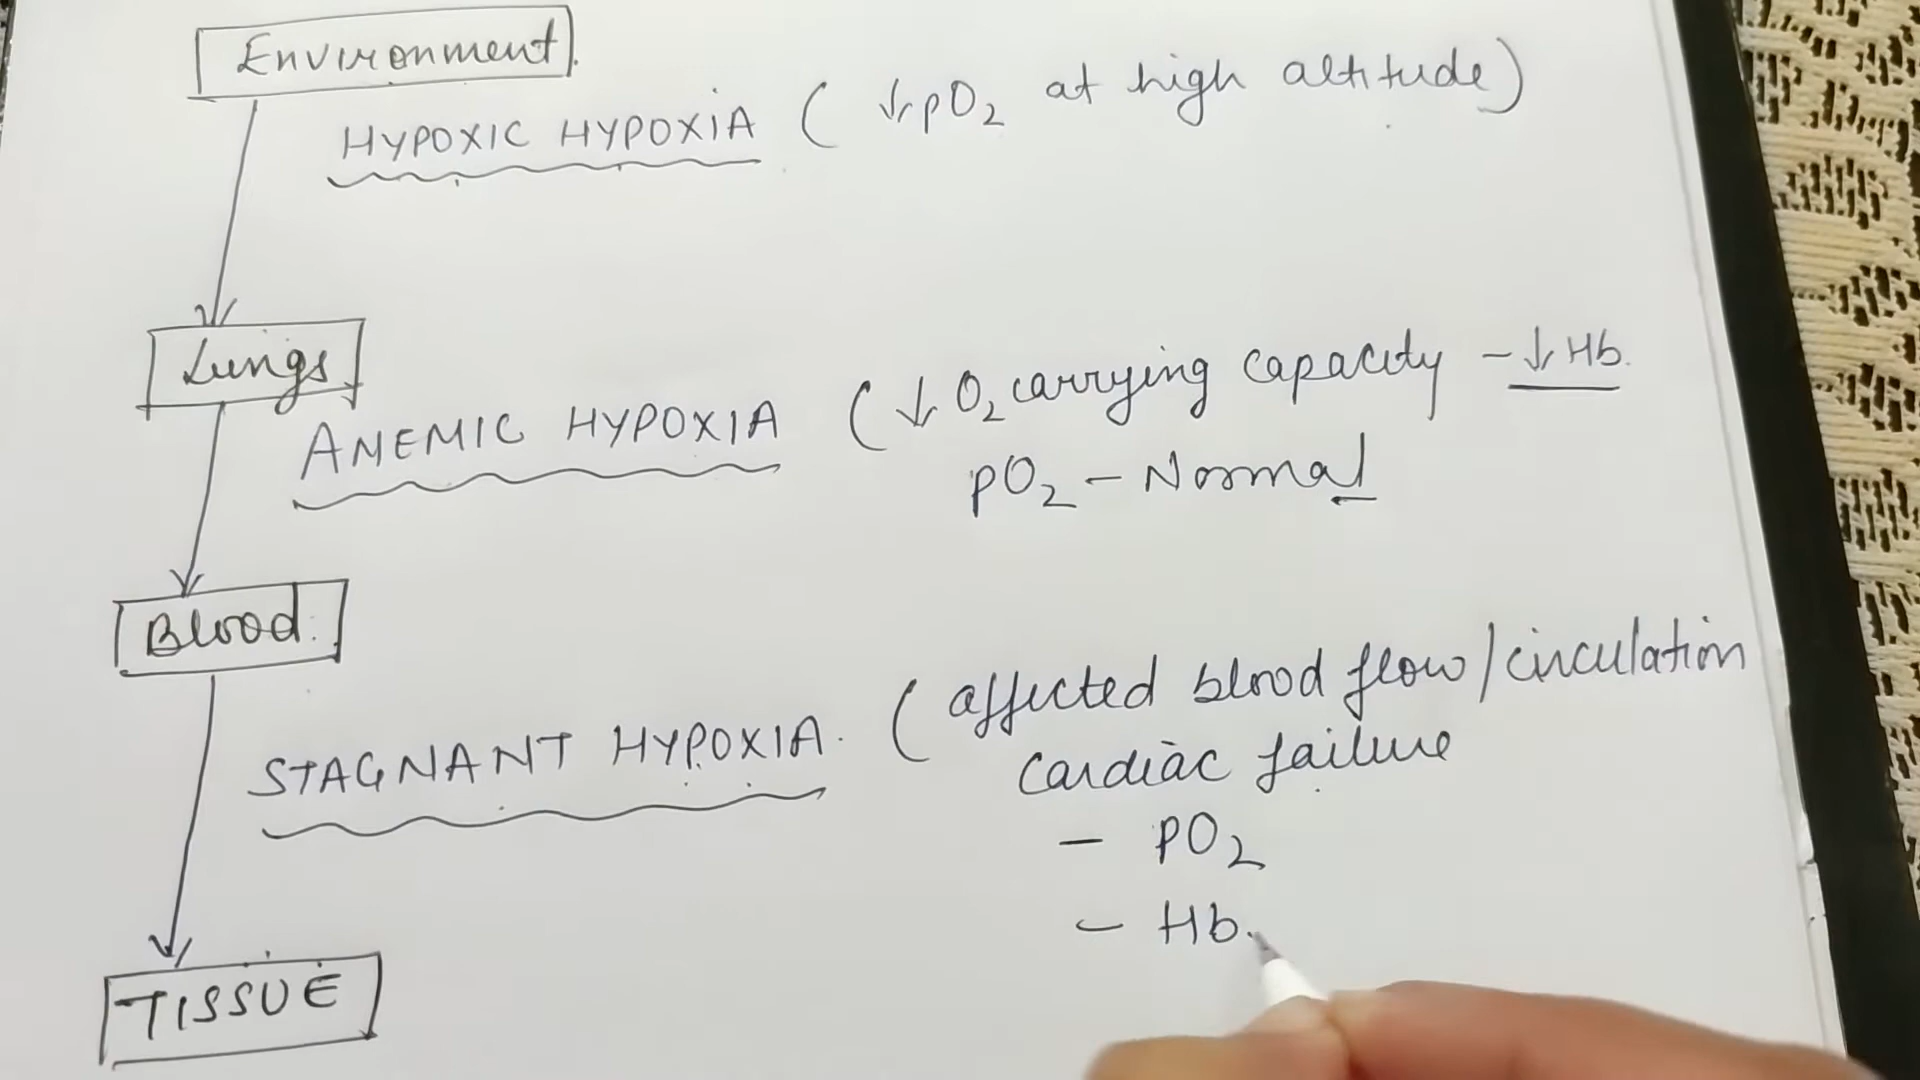 Environment
HYPOXIC HYPOXIA ( ↓pO₂ at high altitude)
Lungs
ANEMIC HYPOXIA (↓ O₂ carrying capacity - ↓ Hb.
pO₂ - Normal
Blood
STAGNANT HYPOXIA. ( affected blood flow/circulation
cardiac failure
- PO₂
- Hb.
TISSUE